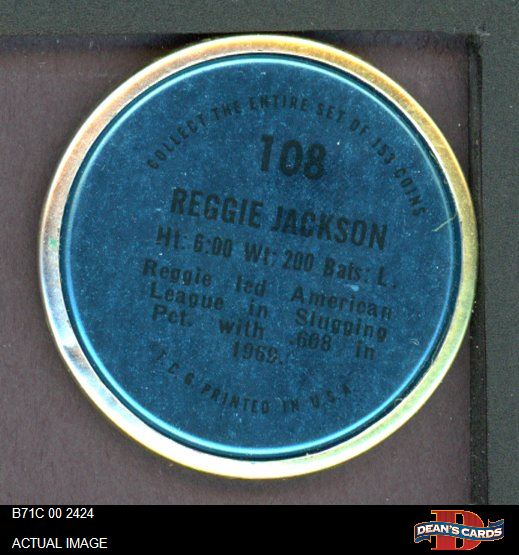 COLLECT THE ENTIRE SET OF 153 COINS
108
REGGIE JACKSON
Ht: 6:00 Wt: 200 Bats: L.
Reggie led American
League in Slugging
Pct. with .608 in
1969.
T.C.G. PRINTED IN U.S.A.
B71C 00 2424
ACTUAL IMAGE
D
DEAN'S CARDS